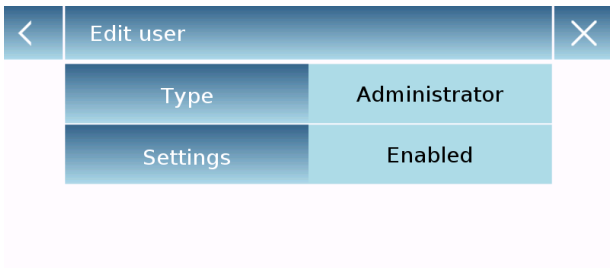 Edit user
Type
Administrator
Settings
Enabled